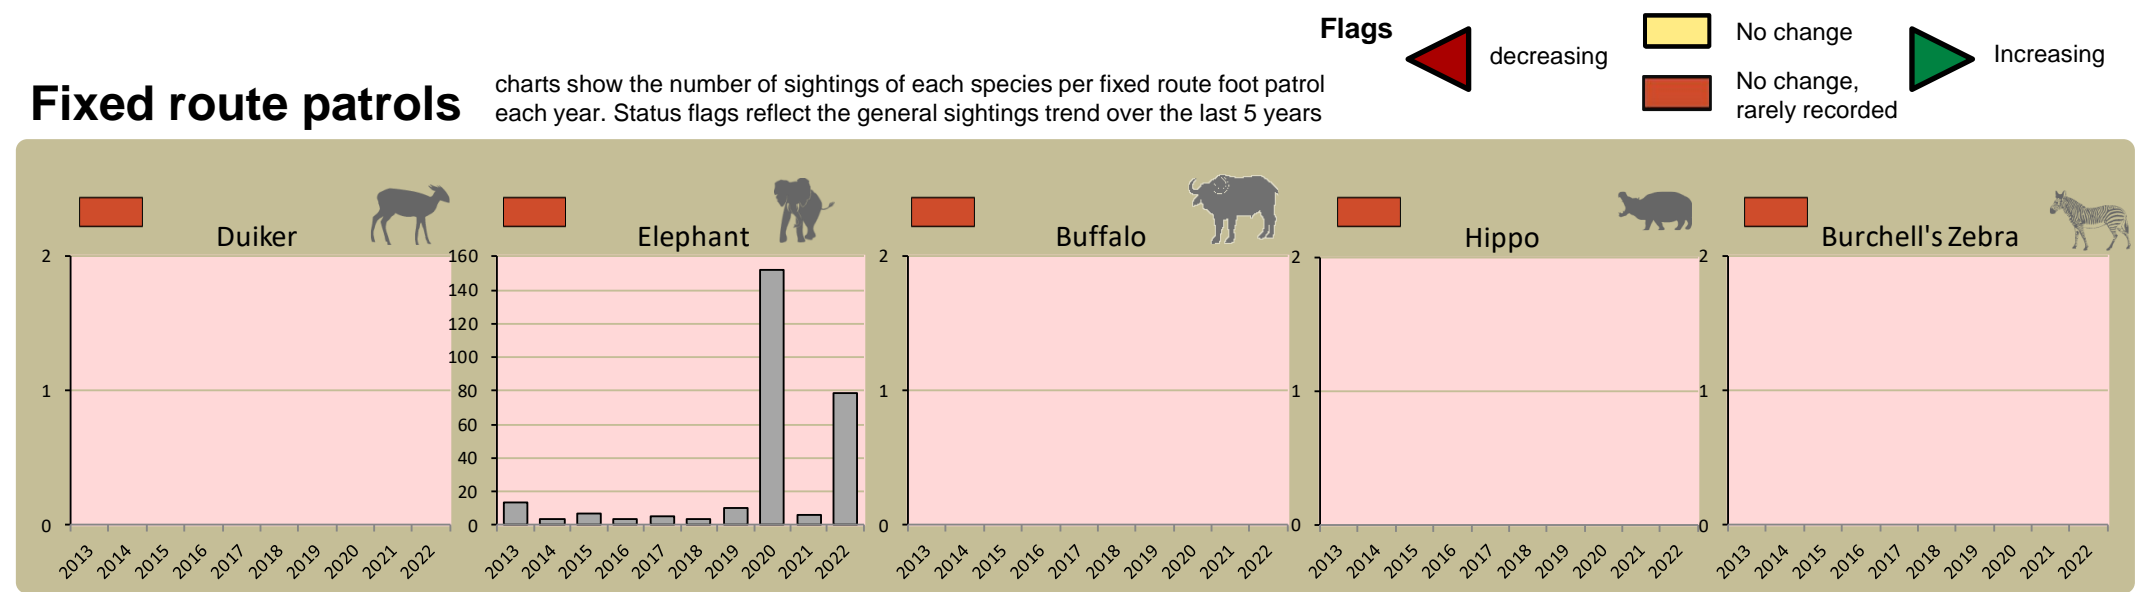 Flags
decreasing
No change
No change,
rarely recorded
Increasing
Fixed route patrols
charts show the number of sightings of each species per fixed route foot patrol
each year. Status flags reflect the general sightings trend over the last 5 years
Duiker
2
1
0
2013 2014 2015 2016 2017 2018 2019 2020 2021 2022
Elephant
160
140
120
100
80
60
40
20
0
2013 2014 2015 2016 2017 2018 2019 2020 2021 2022
Buffalo
2
1
0
2013 2014 2015 2016 2017 2018 2019 2020 2021 2022
Hippo
2
1
0
2013 2014 2015 2016 2017 2018 2019 2020 2021 2022
Burchell's Zebra
2
1
0
2013 2014 2015 2016 2017 2018 2019 2020 2021 2022